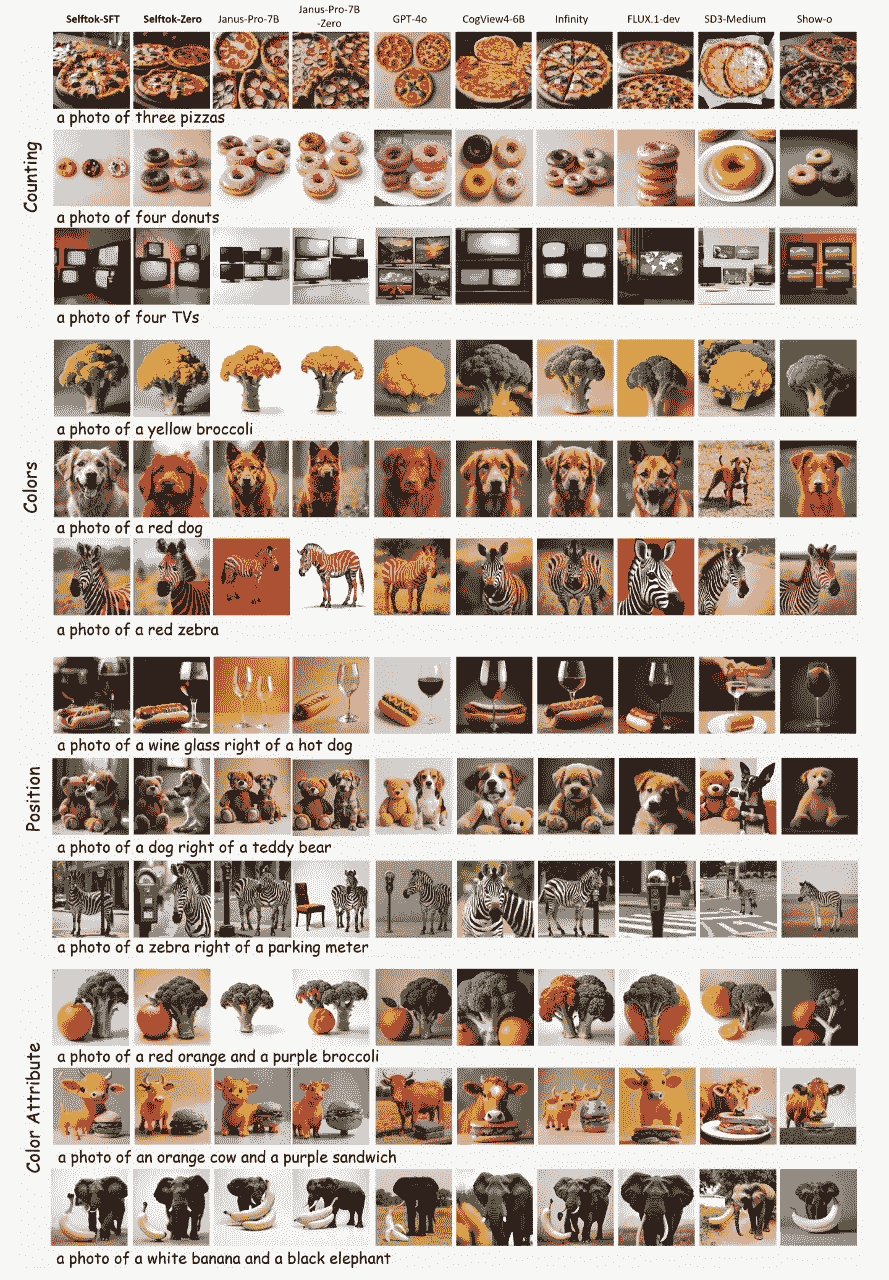 Selftok-SFT Selftok-Zero Janus-Pro-7B Janus-Pro-7B -Zero GPT-4o CogView4-6B Infinity FLUX.1-dev SD3-Medium Show-o
Counting
a photo of three pizzas
a photo of four donuts
a photo of four TVs
Colors
a photo of a yellow broccoli
a photo of a red dog
a photo of a red zebra
Position
a photo of a wine glass right of a hot dog
a photo of a dog right of a teddy bear
a photo of a zebra right of a parking meter
Color Attribute
a photo of a red orange and a purple broccoli
a photo of an orange cow and a purple sandwich
a photo of a white banana and a black elephant